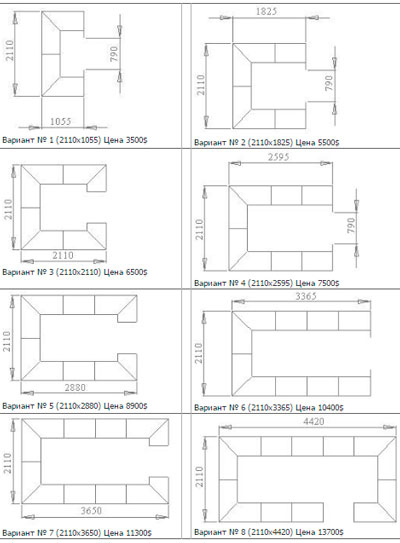 1825
2110
790
1055
Вариант № 1 (2110x1055) Цена 3500$
2110
790
Вариант № 2 (2110x1825) Цена 5500$
2110
2110
Вариант № 3 (2110x2110) Цена 6500$
2595
2110
790
Вариант № 4 (2110x2595) Цена 7500$
2110
2880
Вариант № 5 (2110x2880) Цена 8900$
3365
2110
Вариант № 6 (2110x3365) Цена 10400$
2110
3650
Вариант № 7 (2110x3650) Цена 11300$
4420
2110
Вариант № 8 (2110x4420) Цена 13700$